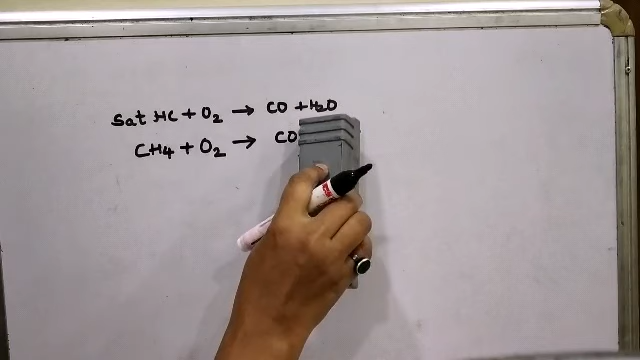 Sat HC + O₂ → CO + H₂O
CH₄ + O₂ → CO